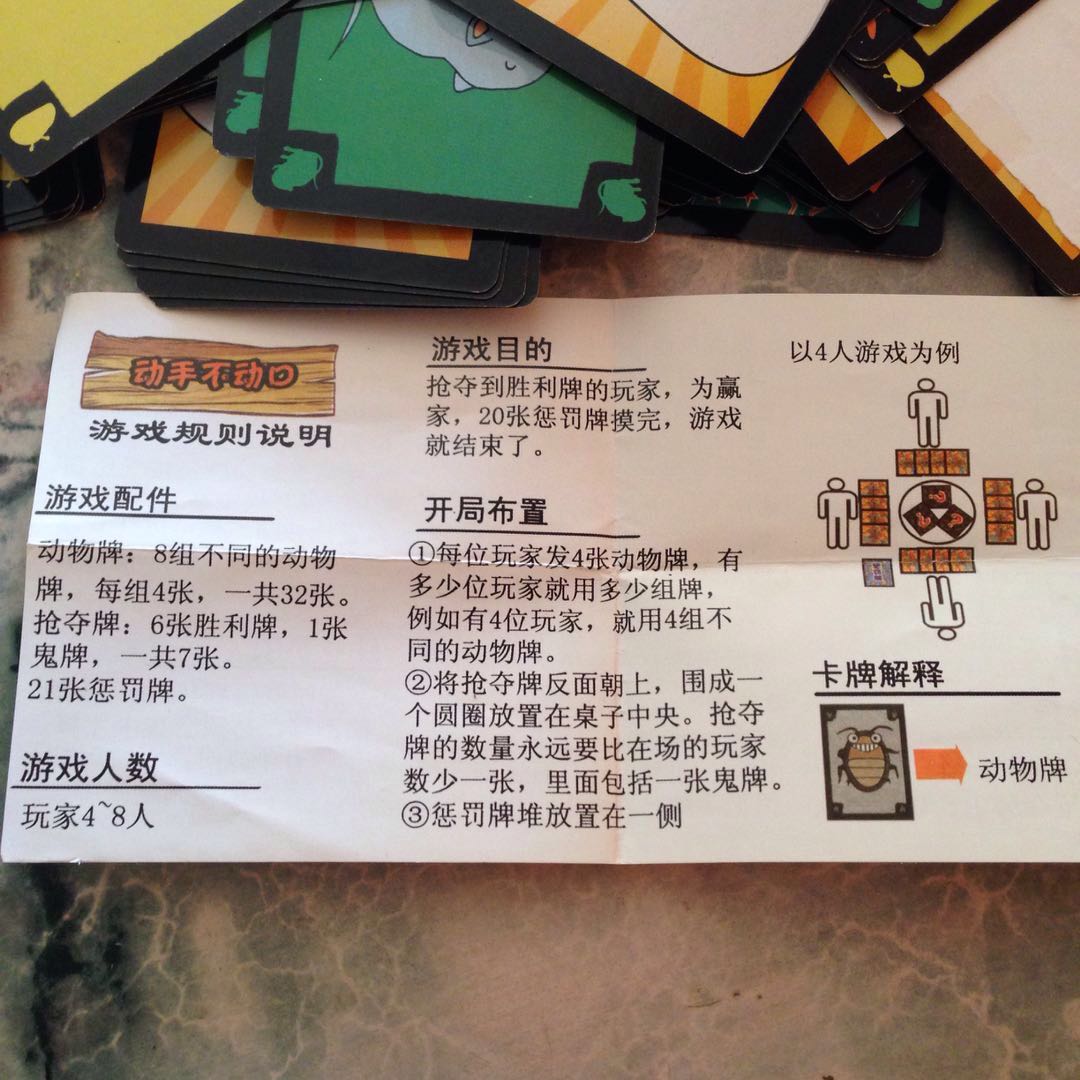 动手不动口
游戏规则说明
游戏配件
动物牌：8组不同的动物
牌，每组4张，一共32张。
抢夺牌：6张胜利牌，1张
鬼牌，一共7张。
21张惩罚牌。
游戏人数
玩家4~8人
游戏目的
抢夺到胜利牌的玩家，为赢
家，20张惩罚牌摸完，游戏
就结束了。
开局布置
①每位玩家发4张动物牌，有
多少位玩家就用多少组牌，
例如有4位玩家，就用4组不
同的动物牌。
②将抢夺牌反面朝上，围成一
个圆圈放置在桌子中央。抢夺
牌的数量永远要比在场的玩家
数少一张，里面包括一张鬼牌。
③惩罚牌堆放置在一侧
以4人游戏为例
卡牌解释
动物牌